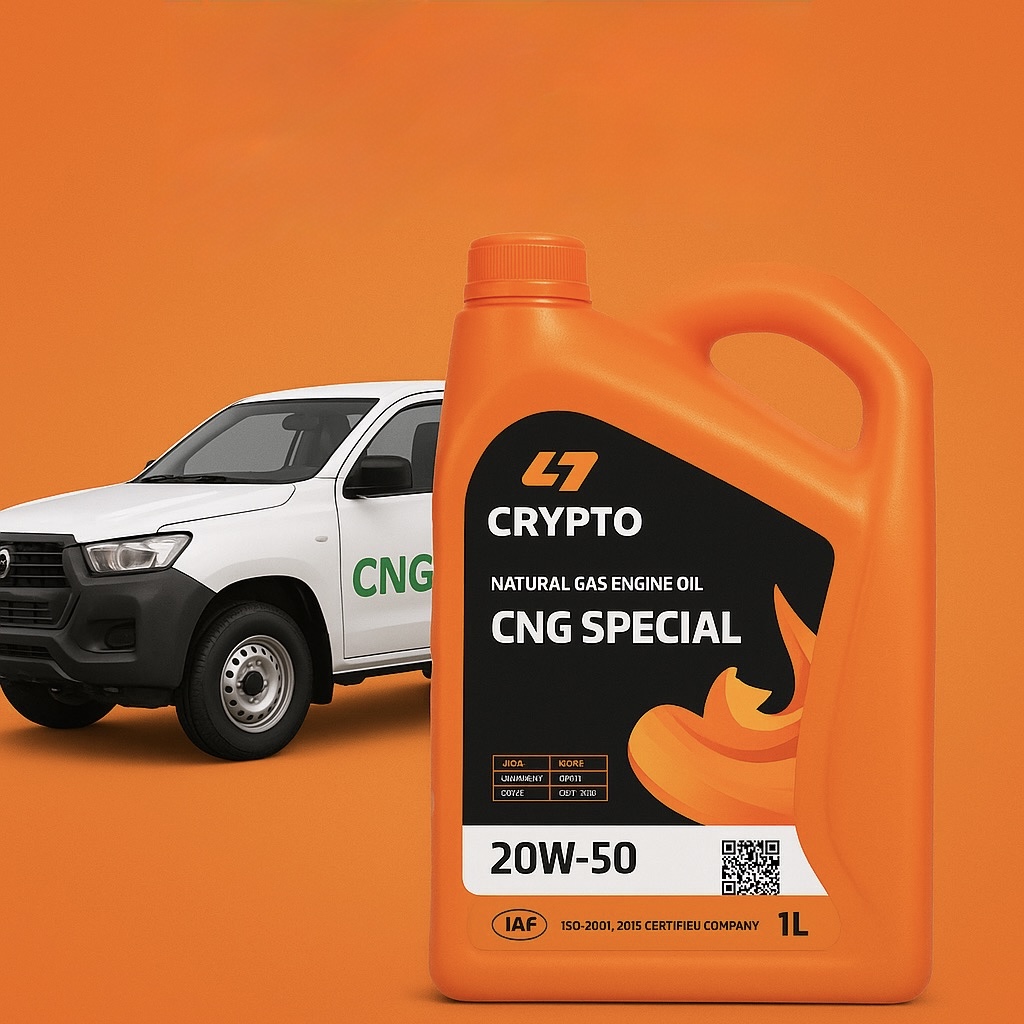 CNG
CRYPTO
NATURAL GAS ENGINE OIL
CNG SPECIAL
20W-50
IAF
ISO-2001, 2015 CERTIFIEU COMPANY
1L